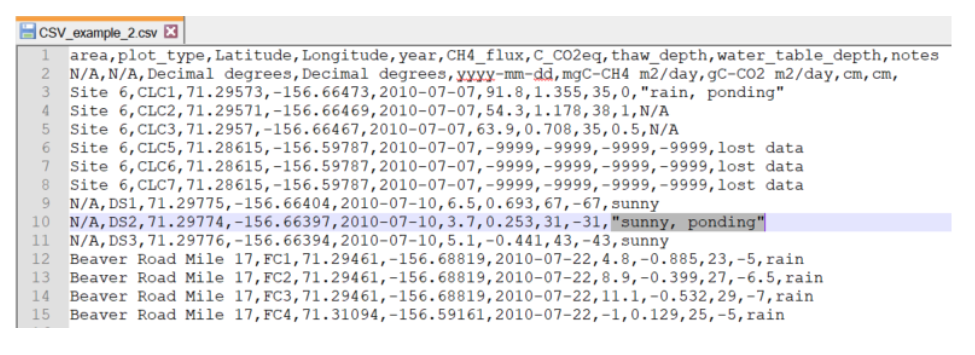 CSV_example_2.csv
1 area,plot_type,Latitude,Longitude,year,CH4_flux,C_CO2eq,thaw_depth,water_table_depth,notes
2 N/A,N/A,Decimal degrees,Decimal degrees,yyyy-mm-dd,mgC-CH4 m2/day,gC-CO2 m2/day,cm,cm,
3 Site 6,CLC1,71.29573,-156.66473,2010-07-07,91.8,1.355,35,0,"rain, ponding"
4 Site 6,CLC2,71.29571,-156.66469,2010-07-07,54.3,1.178,38,1,N/A
5 Site 6,CLC3,71.2957,-156.66467,2010-07-07,63.9,0.708,35,0.5,N/A
6 Site 6,CLC5,71.28615,-156.59787,2010-07-07,-9999,-9999,-9999,-9999,lost data
7 Site 6,CLC6,71.28615,-156.59787,2010-07-07,-9999,-9999,-9999,-9999,lost data
8 Site 6,CLC7,71.28615,-156.59787,2010-07-07,-9999,-9999,-9999,-9999,lost data
9 N/A,DS1,71.29775,-156.66404,2010-07-10,6.5,0.693,67,-67,sunny
10 N/A,DS2,71.29774,-156.66397,2010-07-10,3.7,0.253,31,-31,"sunny, ponding"
11 N/A,DS3,71.29776,-156.66394,2010-07-10,5.1,-0.441,43,-43,sunny
12 Beaver Road Mile 17,FC1,71.29461,-156.68819,2010-07-22,4.8,-0.885,23,-5,rain
13 Beaver Road Mile 17,FC2,71.29461,-156.68819,2010-07-22,8.9,-0.399,27,-6.5,rain
14 Beaver Road Mile 17,FC3,71.29461,-156.68819,2010-07-22,11.1,-0.532,29,-7,rain
15 Beaver Road Mile 17,FC4,71.31094,-156.59161,2010-07-22,-1,0.129,25,-5,rain